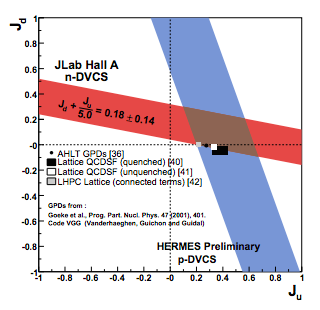 J_d
1
0.8
0.6
0.4
0.2
-0
-0.2
-0.4
-0.6
-0.8
-1
JLab Hall A
n-DVCS
J_d + J_u/5.0 = 0.18 ± 0.14
AHLT GPDs [36]
Lattice QCDSF (quenched) [40]
Lattice QCDSF (unquenched) [41]
LHPC Lattice (connected terms) [42]
GPDs from :
Goeke et al., Prog. Part. Nucl. Phys. 47 (2001), 401.
Code VGG (Vanderhaeghen, Guichon and Guidal)
HERMES Preliminary
p-DVCS
-1 -0.8 -0.6 -0.4 -0.2 -0 0.2 0.4 0.6 0.8 1
J_u